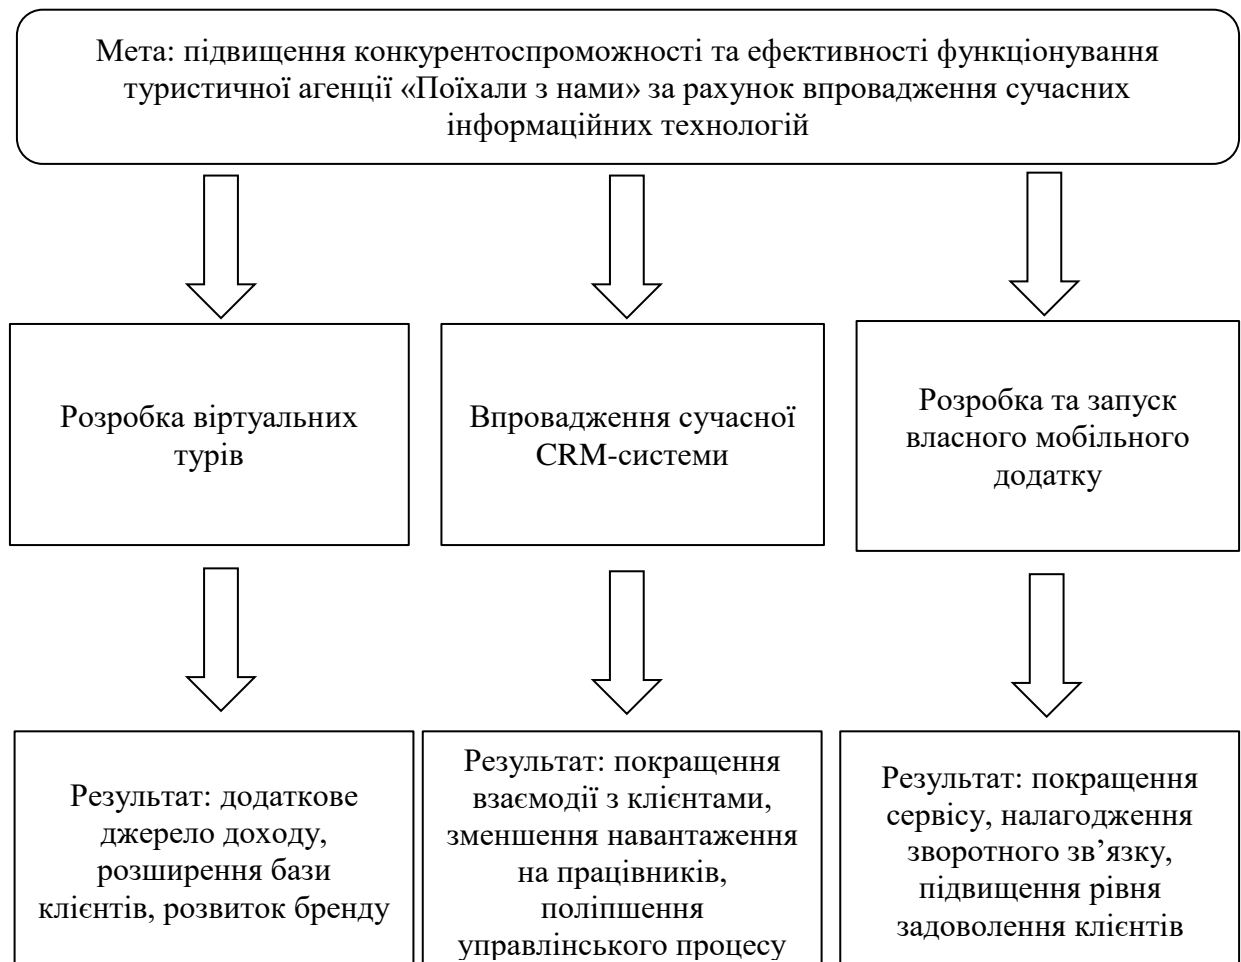 Мета: підвищення конкурентоспроможності та ефективності функціонування
туристичної агенції «Поїхали з нами» за рахунок впровадження сучасних
інформаційних технологій
Розробка віртуальних
турів
Впровадження сучасної
CRM-системи
Розробка та запуск
власного мобільного
додатку
Результат: додаткове
джерело доходу,
розширення бази
клієнтів, розвиток бренду
Результат: покращення
взаємодії з клієнтами,
зменшення навантаження
на працівників,
поліпшення
управлінського процесу
Результат: покращення
сервісу, налагодження
зворотного зв’язку,
підвищення рівня
задоволення клієнтів